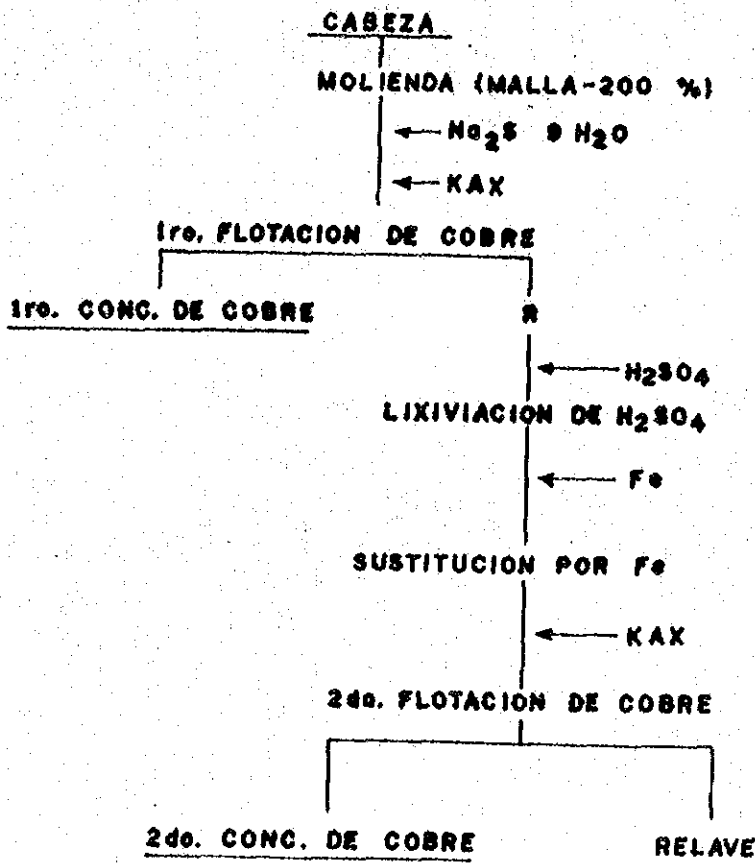 CABEZA
MOLIENDA (MALLA-200 %)
Na2S 9 H2O
KAX
1ro. FLOTACION DE COBRE
1ro. CONC. DE COBRE R
H2SO4
LIXIVIACION DE H2SO4
Fe
SUSTITUCION POR Fe
KAX
2do. FLOTACION DE COBRE
2do. CONC. DE COBRE RELAVE